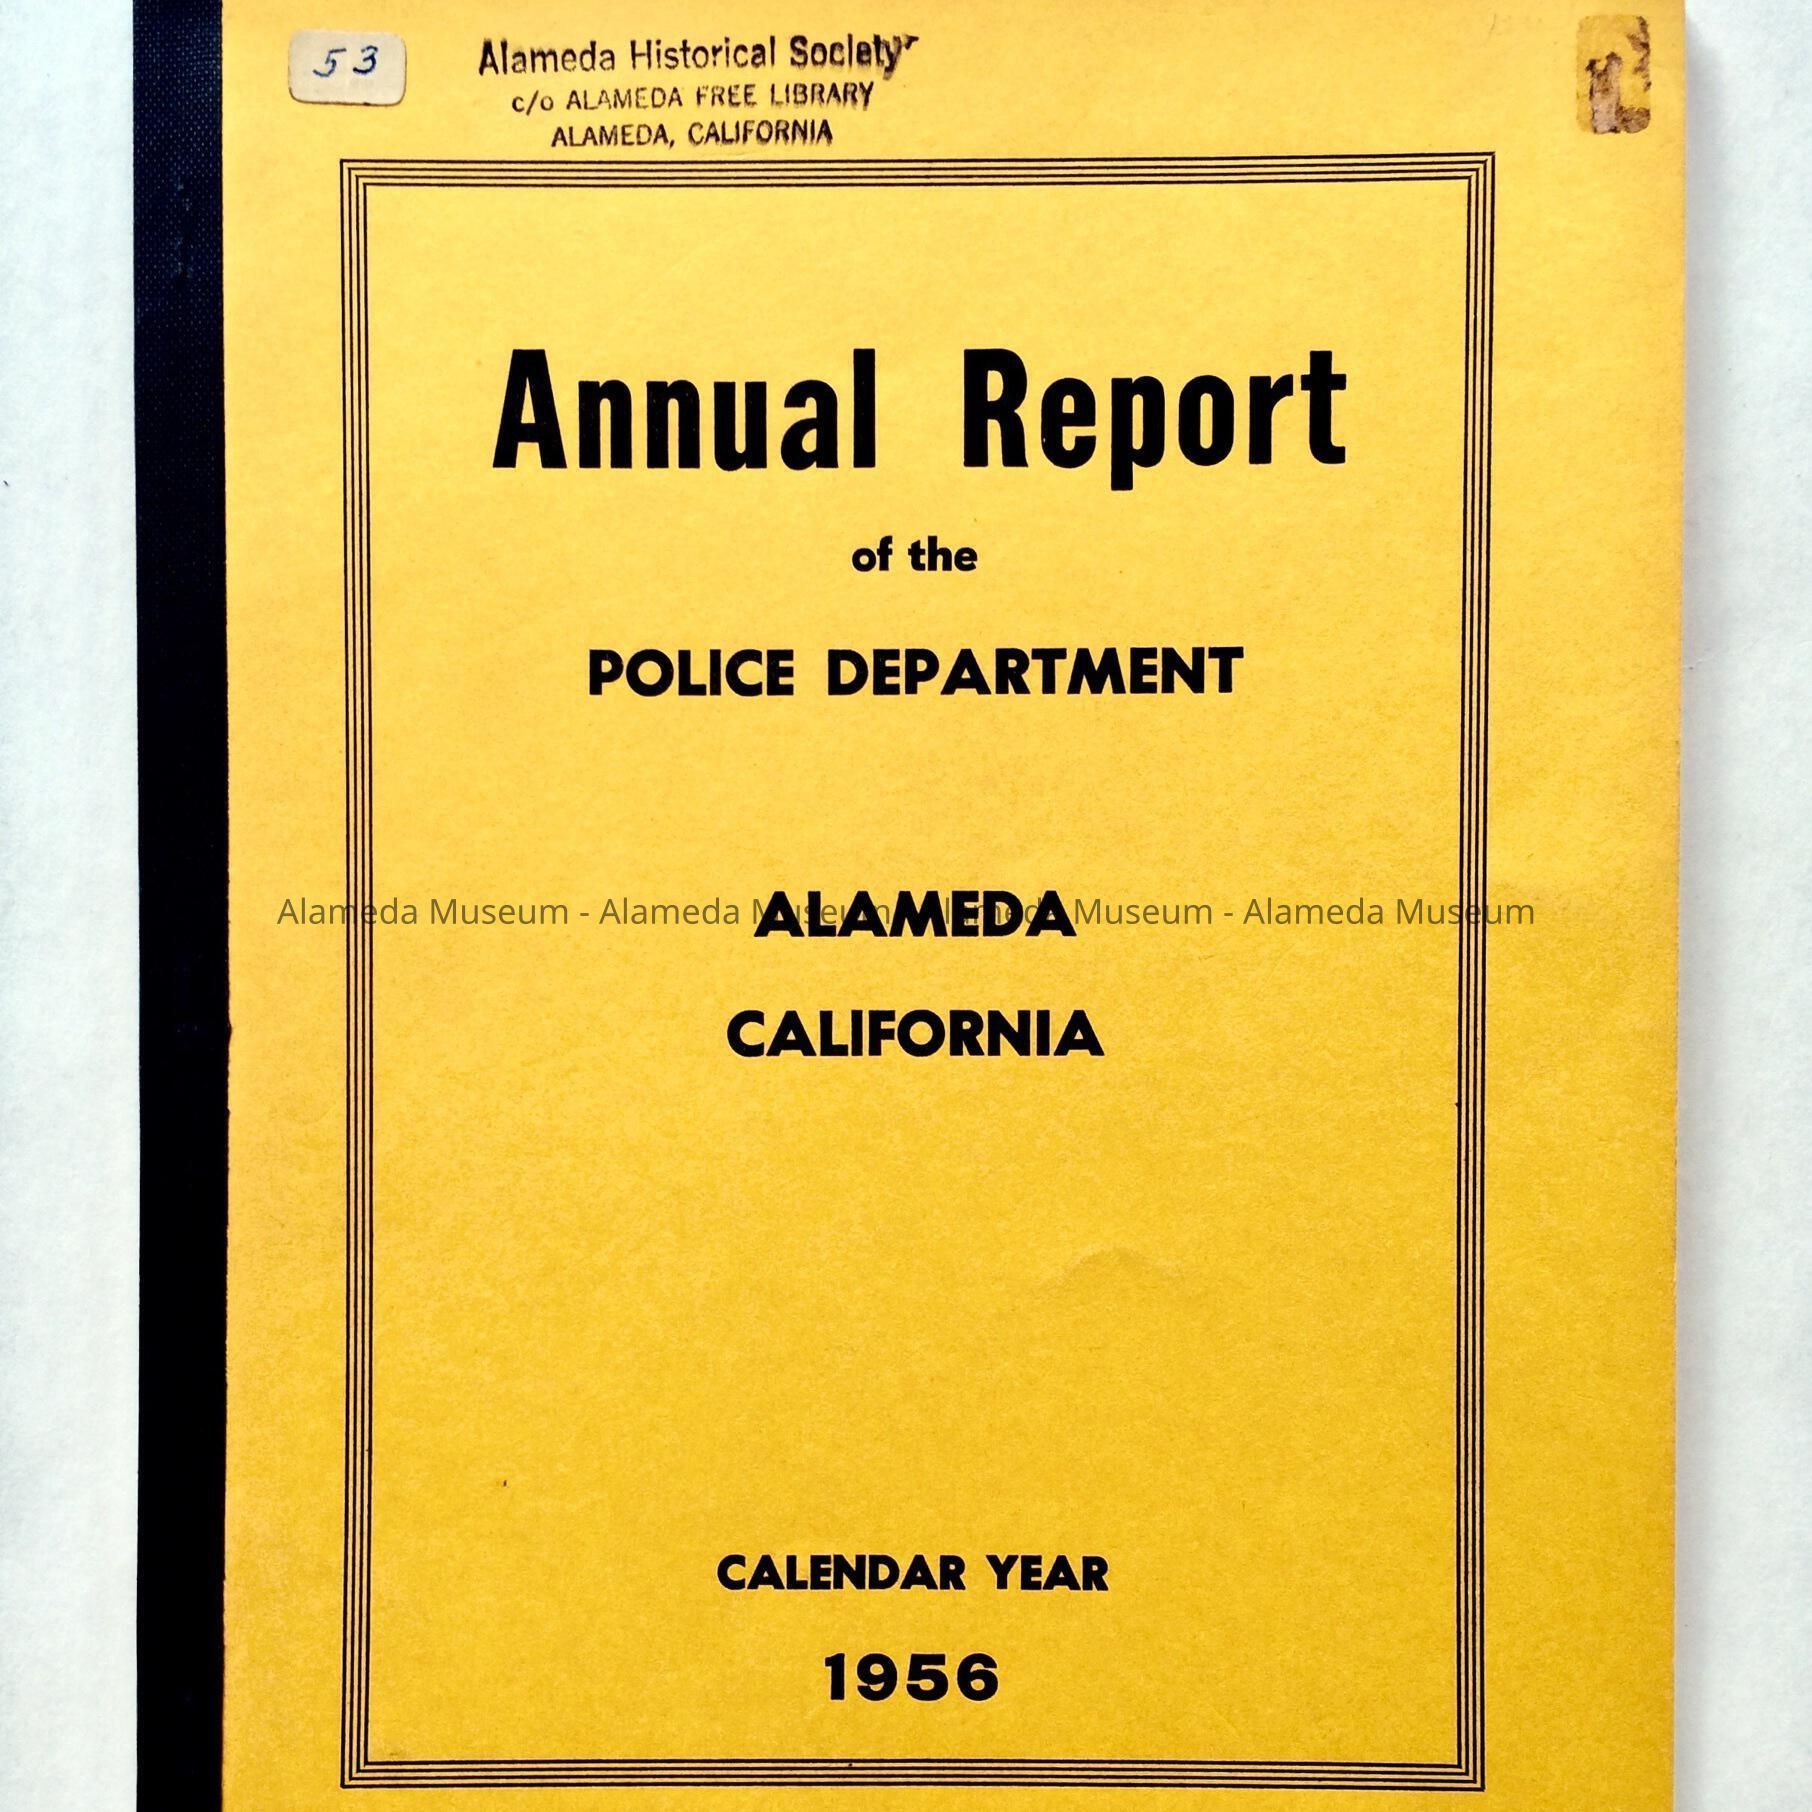 53
Alameda Historical Society
c/o ALAMEDA FREE LIBRARY
ALAMEDA, CALIFORNIA
Annual Report
of the
POLICE DEPARTMENT
ALAMEDA
Alameda Museum - Alameda Museum - Alameda Museum - Alameda Museum
CALIFORNIA
CALENDAR YEAR
1956